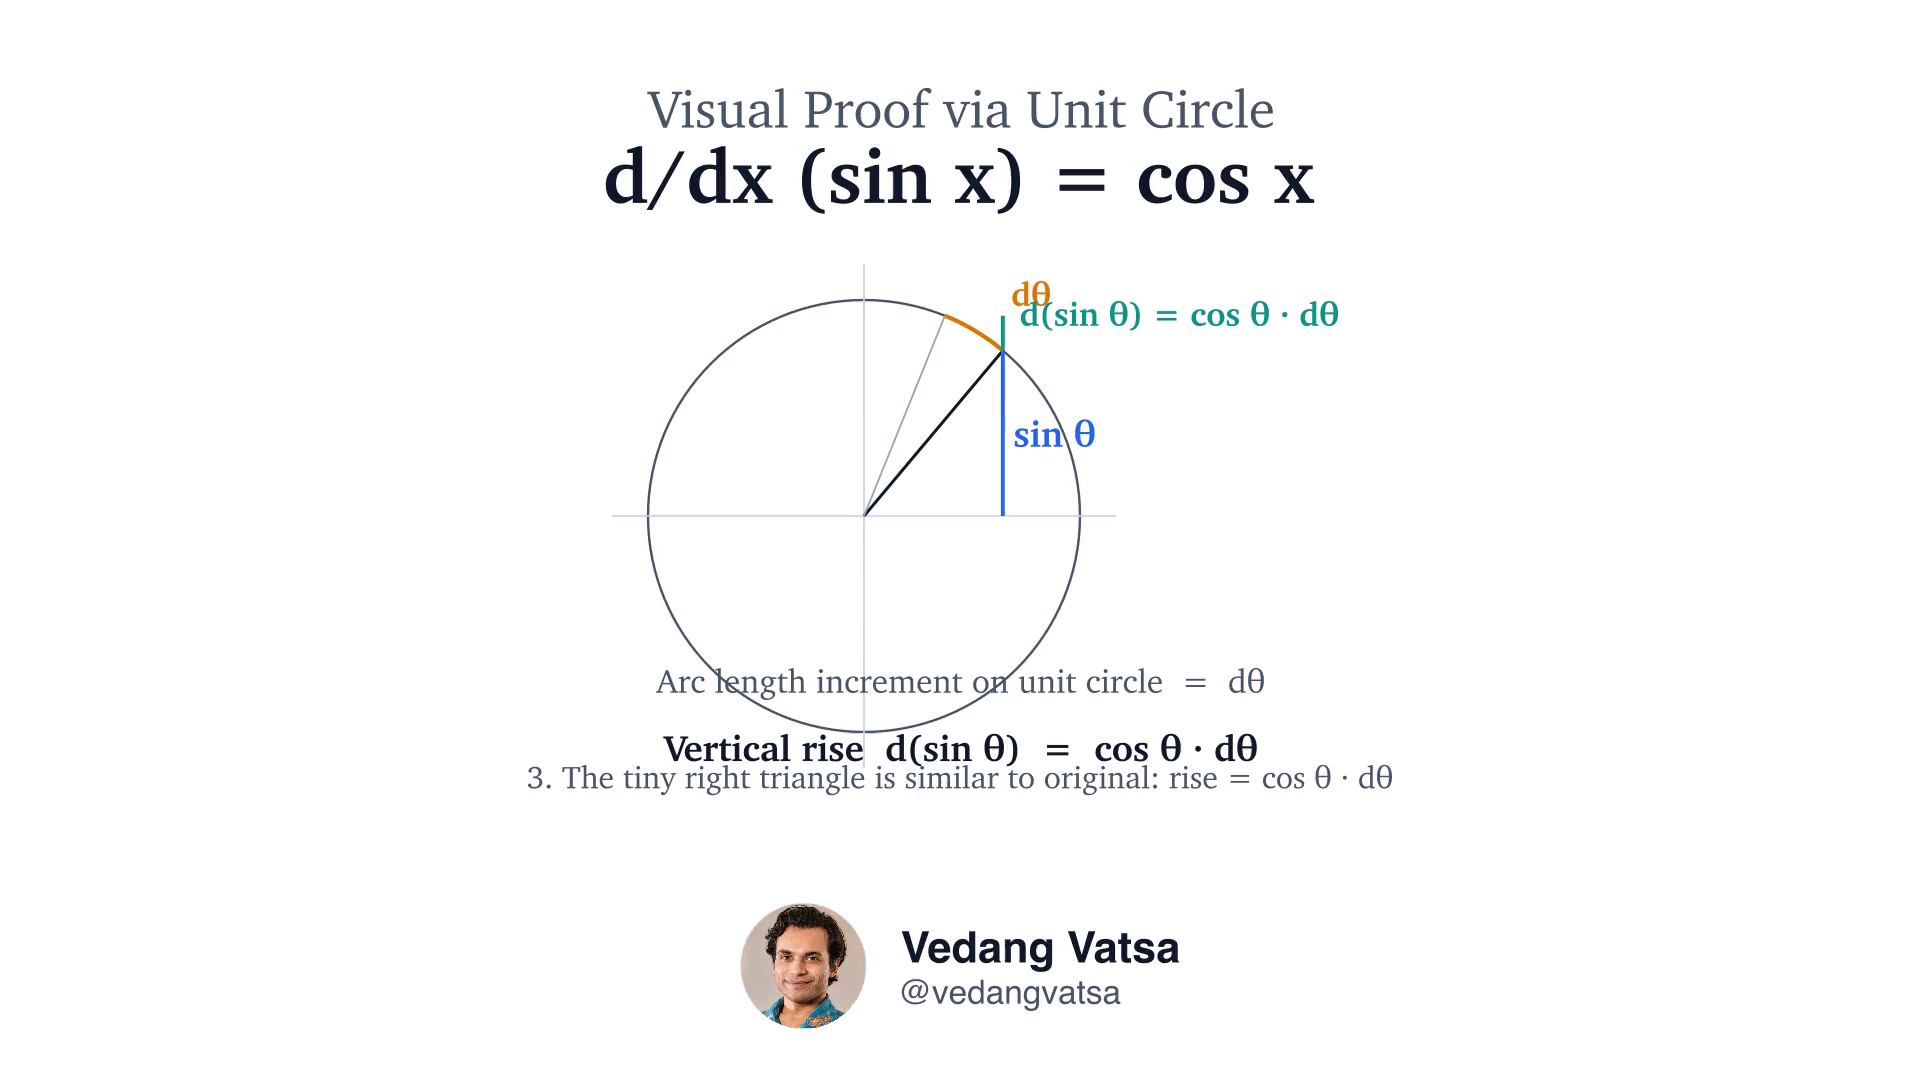 Visual Proof via Unit Circle
d/dx (sin x) = cos x
dθ
d(sin θ) = cos θ · dθ
sin θ
Arc length increment on unit circle = dθ
Vertical rise d(sin θ) = cos θ · dθ
3. The tiny right triangle is similar to original: rise = cos θ · dθ
Vedang Vatsa
@vedangvatsa